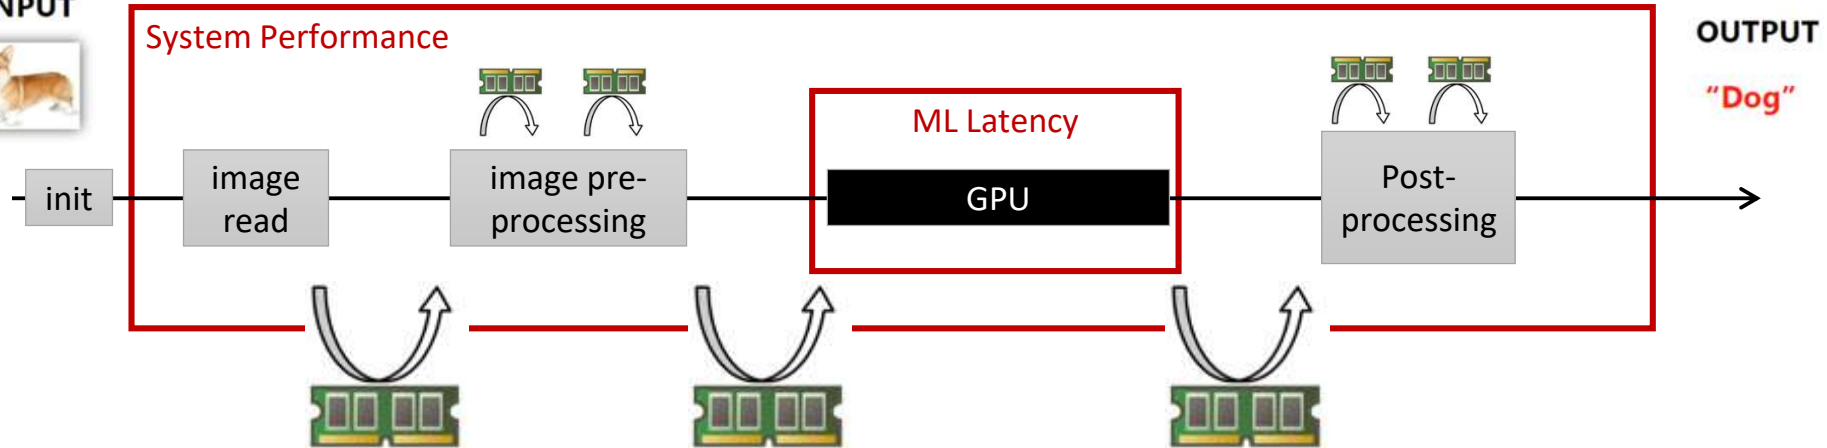 NPUT
System Performance
OUTPUT
"Dog"
ML Latency
init
image
read
image pre-
processing
GPU
Post-
processing